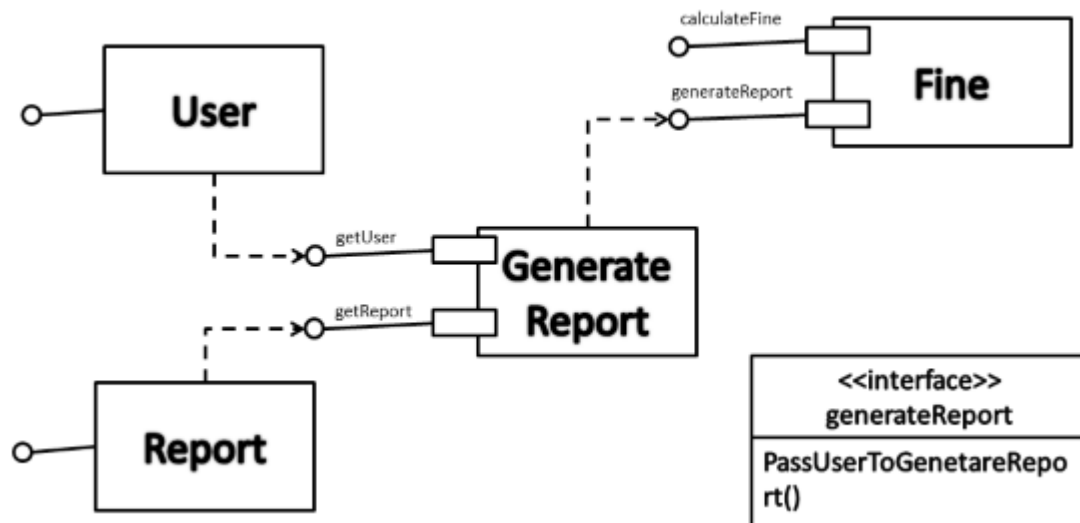 calculateFine
User
Fine
generateReport
getUser
Generate
Report
getReport
Report
<<interface>>
generateReport
PassUserToGenetareRepo
rt()